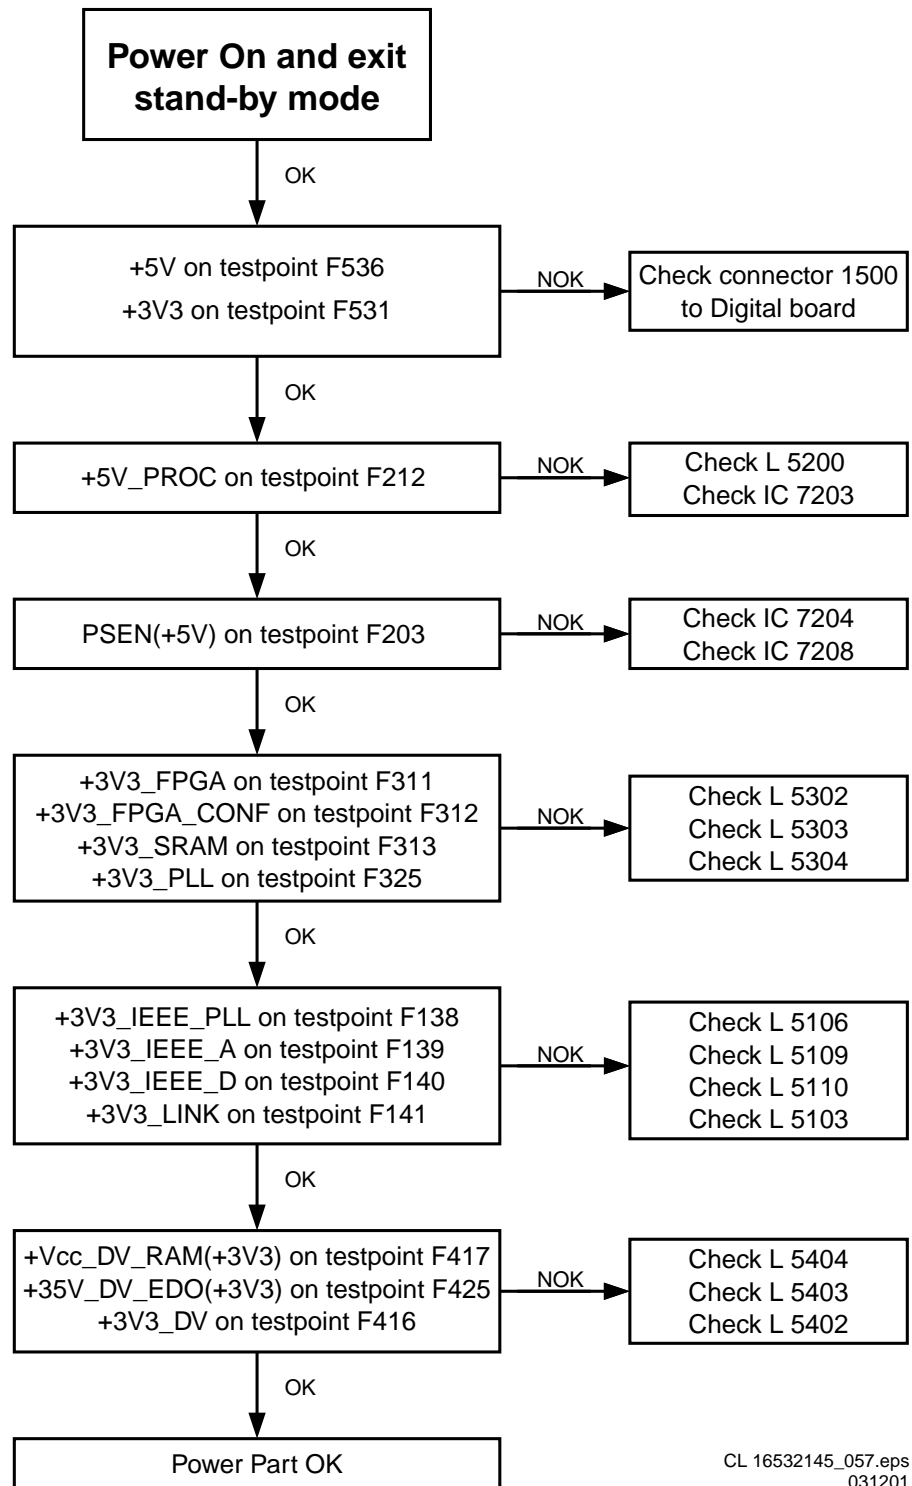 Power On and exit
stand-by mode
OK
+5V on testpoint F536
+3V3 on testpoint F531
NOK
Check connector 1500
to Digital board
OK
+5V_PROC on testpoint F212
NOK
Check L 5200
Check IC 7203
OK
PSEN(+5V) on testpoint F203
NOK
Check IC 7204
Check IC 7208
OK
+3V3_FPGA on testpoint F311
+3V3_FPGA_CONF on testpoint F312
+3V3_SRAM on testpoint F313
+3V3_PLL on testpoint F325
NOK
Check L 5302
Check L 5303
Check L 5304
OK
+3V3_IEEE_PLL on testpoint F138
+3V3_IEEE_A on testpoint F139
+3V3_IEEE_D on testpoint F140
+3V3_LINK on testpoint F141
NOK
Check L 5106
Check L 5109
Check L 5110
Check L 5103
OK
+Vcc_DV_RAM(+3V3) on testpoint F417
+35V_DV_EDO(+3V3) on testpoint F425
+3V3_DV on testpoint F416
NOK
Check L 5404
Check L 5403
Check L 5402
OK
Power Part OK
CL 16532145_057.eps
031201